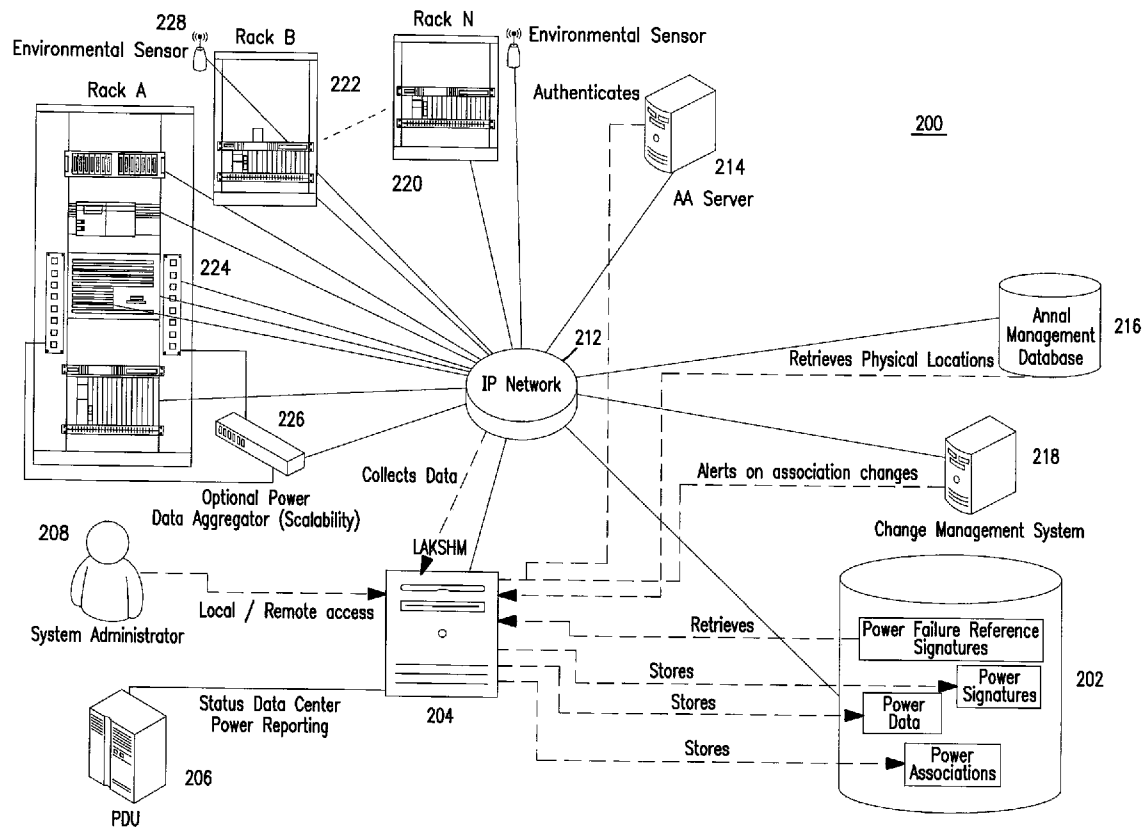 228
Environmental Sensor
Rack B
Rack N
Environmental Sensor
Rack A
222
Authenticates
200
220
214
AA Server
224
212
IP Network
Annal
Management
Database
216
Retrieves Physical Locations
226
Collects Data
218
Alerts on association changes
Optional Power
Data Aggregator (Scalability)
Change Management System
208
LAKSHM
Local / Remote access
System Administrator
Retrieves
Power Failure Reference
Signatures
Stores
Power
Signatures
202
Status Data Center
Power Reporting
204
Stores
Power
Data
Stores
Power
Associations
206
PDU